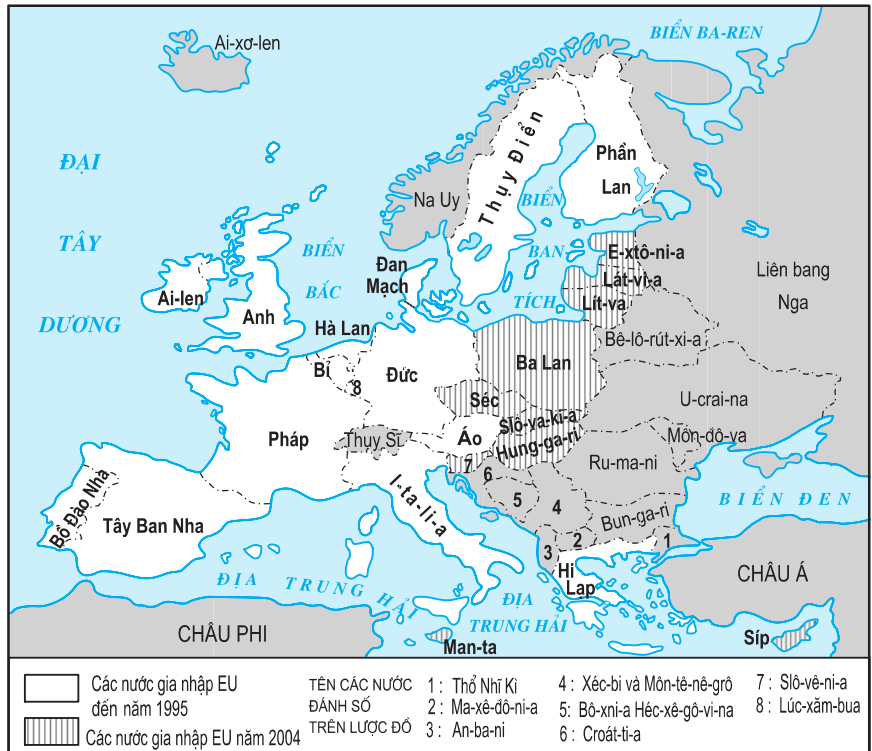 Ai-xơ-len
BIỂN BA-REN
ĐẠI
TÂY
DƯƠNG
Na Uy
Thụy Điển
Phần
Lan
BIỂN
BAN
TÍCH
BIỂN
BẮC
Đan
Mạch
E-xtô-ni-a
Lát-vi-a
Lít-va
Liên bang
Nga
Ai-len
Anh
Hà Lan
Bỉ
8
Đức
Ba Lan
Bê-lô-rút-xi-a
Séc
Slô-va-ki-a
Hung-ga-ri
U-crai-na
Môn-đô-va
Pháp
Thụy Sĩ
Áo
Ru-ma-ni
7
6
5
4
I-ta-li-a
Bồ Đào Nha
Tây Ban Nha
Bun-ga-ri
BIỂN ĐEN
3
2
1
Hi
Lạp
CHÂU Á
ĐỊA TRUNG HẢI
ĐỊA
TRUNG HẢI
CHÂU PHI
Man-ta
Síp
Các nước gia nhập EU
đến năm 1995
Các nước gia nhập EU năm 2004
TÊN CÁC NƯỚC
ĐÁNH SỐ
TRÊN LƯỢC ĐỒ
1 : Thổ Nhĩ Kì
2 : Ma-xê-đô-ni-a
3 : An-ba-ni
4 : Xéc-bi và Môn-tê-nê-grô
5: Bô-xni-a Héc-xê-gô-vi-na
6 : Croát-ti-a
7 : Slô-vê-ni-a
8 : Lúc-xăm-bua